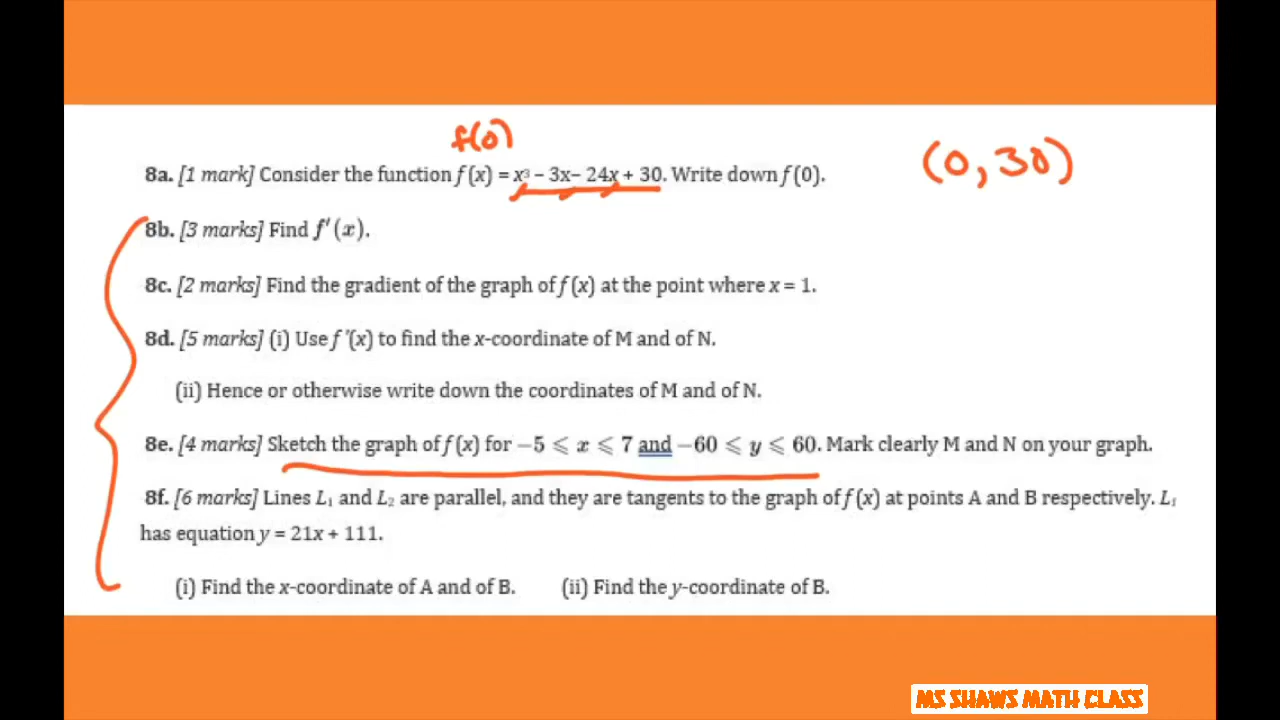 f(0)
8a. [1 mark] Consider the function f (x) = x³ – 3x– 24x + 30. Write down f (0).
(0, 30)
8b. [3 marks] Find f′ (x).
8c. [2 marks] Find the gradient of the graph of f (x) at the point where x = 1.
8d. [5 marks] (i) Use f ′(x) to find the x-coordinate of M and of N.
(ii) Hence or otherwise write down the coordinates of M and of N.
8e. [4 marks] Sketch the graph of f (x) for −5 ⩽ x ⩽ 7 and −60 ⩽ y ⩽ 60. Mark clearly M and N on your graph.
8f. [6 marks] Lines L₁ and L₂ are parallel, and they are tangents to the graph of f (x) at points A and B respectively. L₁
has equation y = 21x + 111.
(i) Find the x-coordinate of A and of B. (ii) Find the y-coordinate of B.
MS SHAWS MATH CLASS